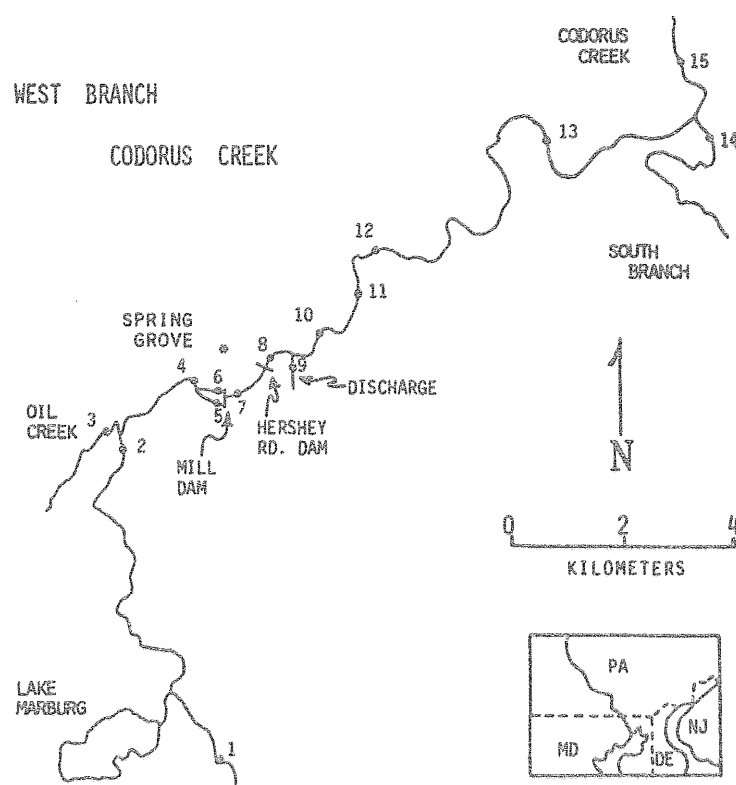 WEST BRANCH
CODORUS CREEK
CODORUS
CREEK
15
14
13
SOUTH
BRANCH
12
11
10
SPRING
GROVE
8
9
DISCHARGE
4
6
5
7
HERSHEY
RD. DAM
MILL
DAM
OIL
CREEK
3
2
N
0 2 4
KILOMETERS
LAKE
MARBURG
1
PA
MD
DE
NJ